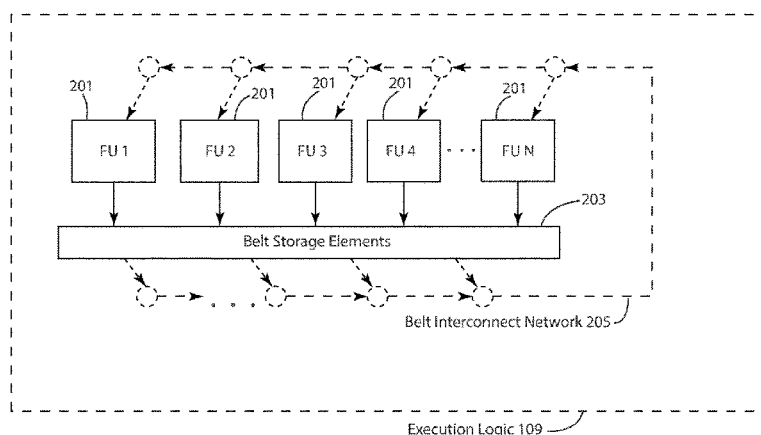 201 201 201 201 201
FU 1 FU 2 FU 3 FU 4 FU N
203
Belt Storage Elements
Belt Interconnect Network 205
Execution Logic 109